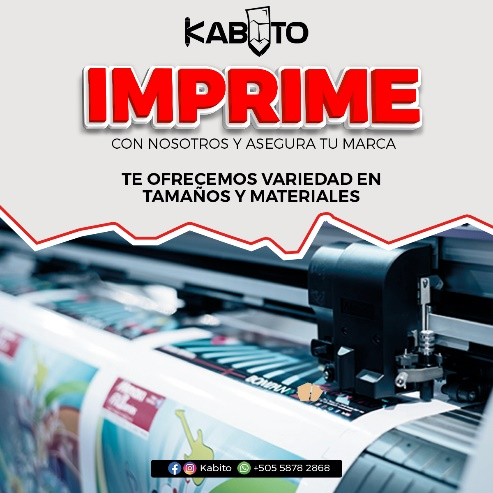 KABITO
IMPRIME
CON NOSOTROS Y ASEGURA TU MARCA
TE OFRECEMOS VARIEDAD EN
TAMAÑOS Y MATERIALES
Kabito +505 5878 2868